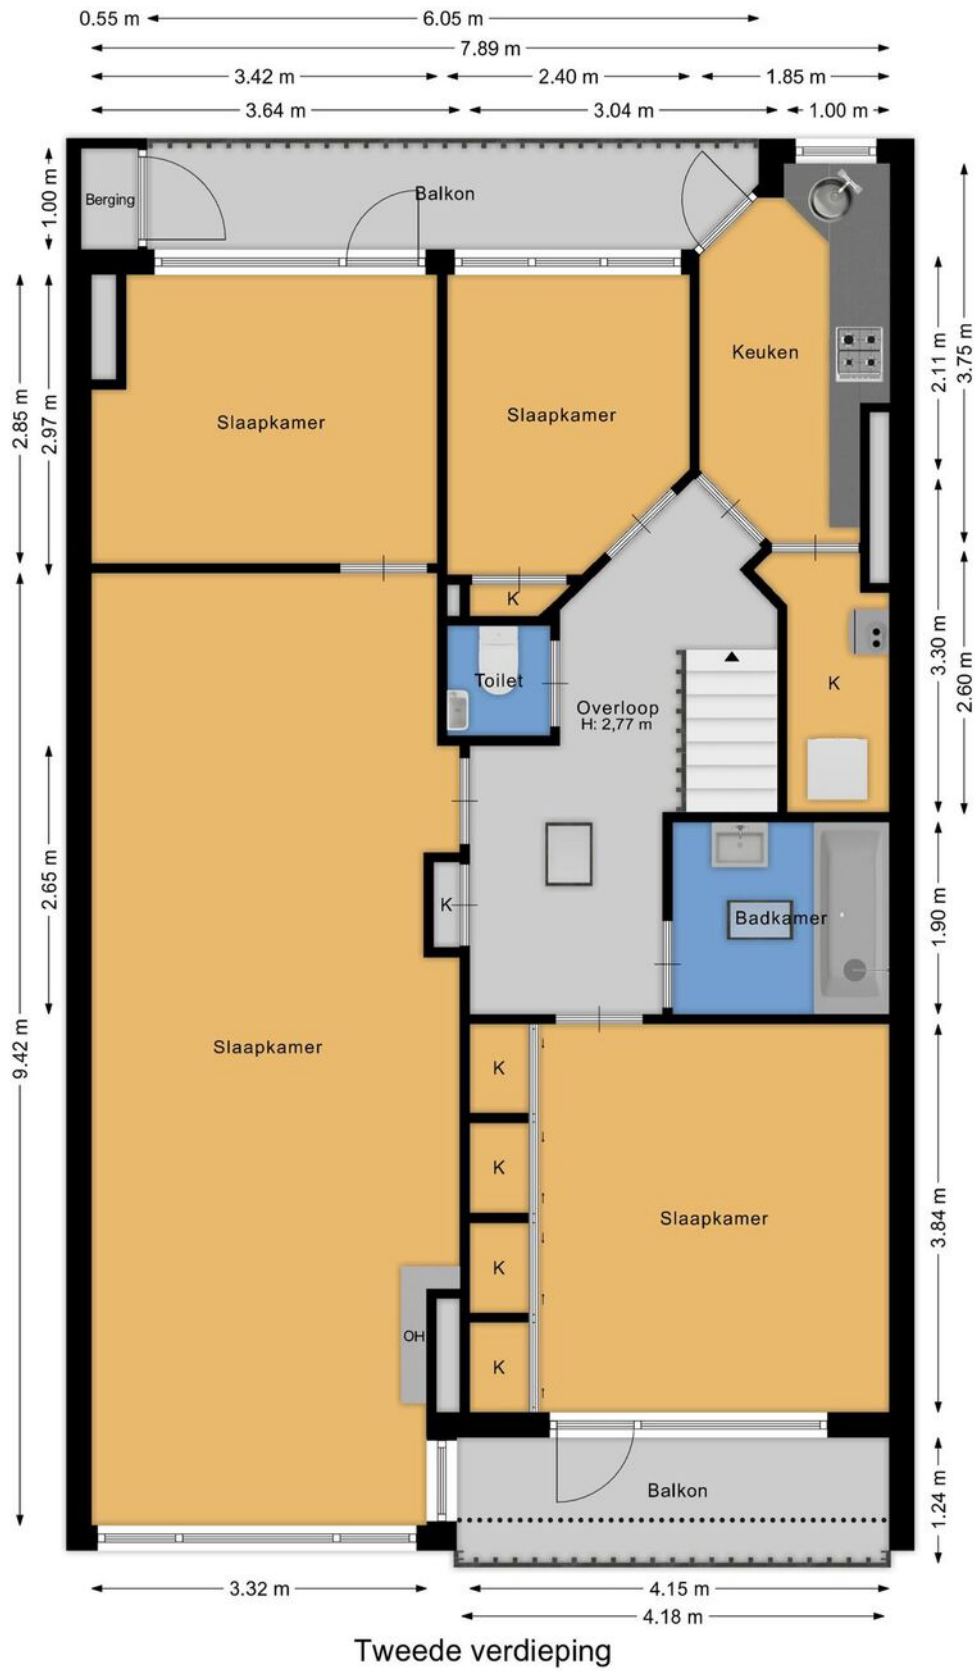 0.55 m
6.05 m
7.89 m
3.42 m
2.40 m
1.85 m
3.64 m
3.04 m
1.00 m
1.00 m
Berging
Balkon
2.85 m
2.97 m
Slaapkamer
Slaapkamer
Keuken
2.11 m
3.75 m
K
Toilet
Overloop
H: 2,77 m
K
3.30 m
2.60 m
2.65 m
K
Badkamer
1.90 m
9.42 m
Slaapkamer
K
K
K
K
Slaapkamer
3.84 m
OH
Balkon
1.24 m
3.32 m
4.15 m
4.18 m
Tweede verdieping